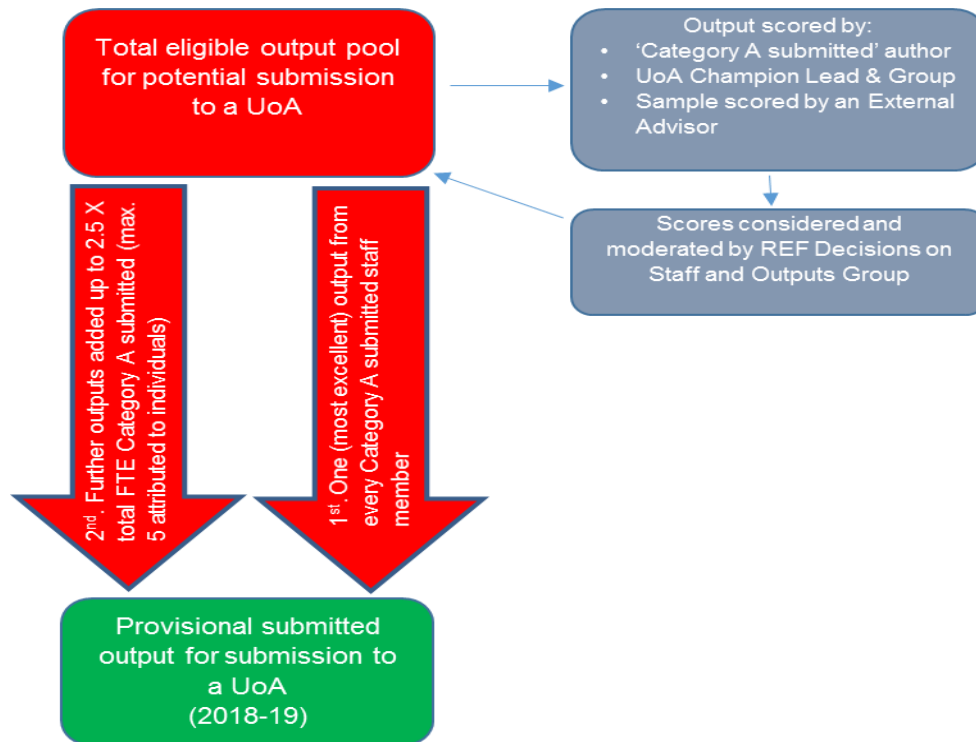 Total eligible output pool
for potential submission
to a UoA
Output scored by:
• ‘Category A submitted’ author
• UoA Champion Lead & Group
• Sample scored by an External
Advisor
Scores considered and
moderated by REF Decisions on
Staff and Outputs Group
2nd. Further outputs added up to 2.5 X
total FTE Category A submitted (max.
5 attributed to individuals)
1st. One (most excellent) output from
every Category A submitted staff
member
Provisional submitted
output for submission to
a UoA
(2018-19)